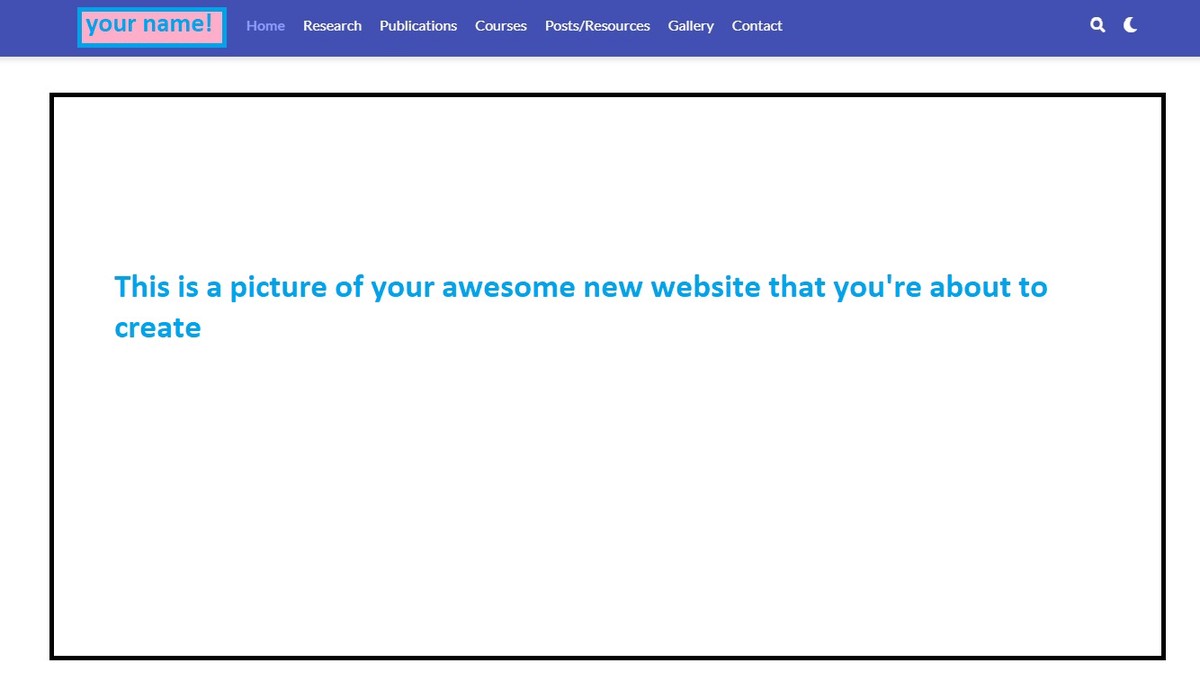 your name! Home Research Publications Courses Posts/Resources Gallery Contact
This is a picture of your awesome new website that you're about to
create